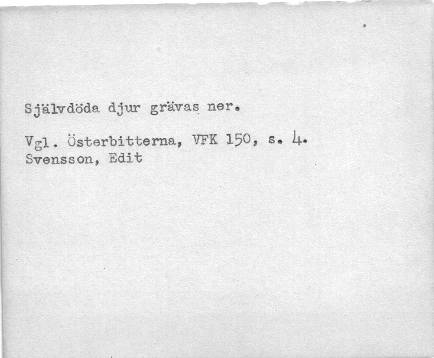 Självdöda djur grävas ner.
Vgl. Österbitterna, VFK 150, s. 4.
Svensson, Edit